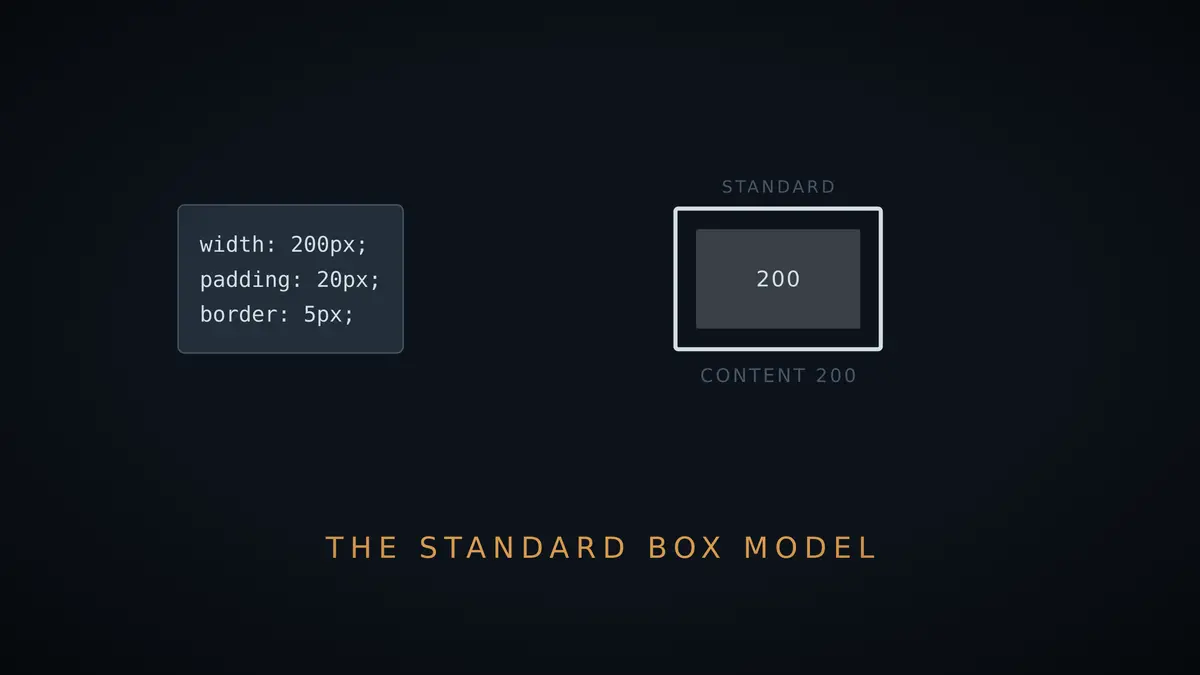 width: 200px;
padding: 20px;
border: 5px;
STANDARD
200
CONTENT 200
THE STANDARD BOX MODEL